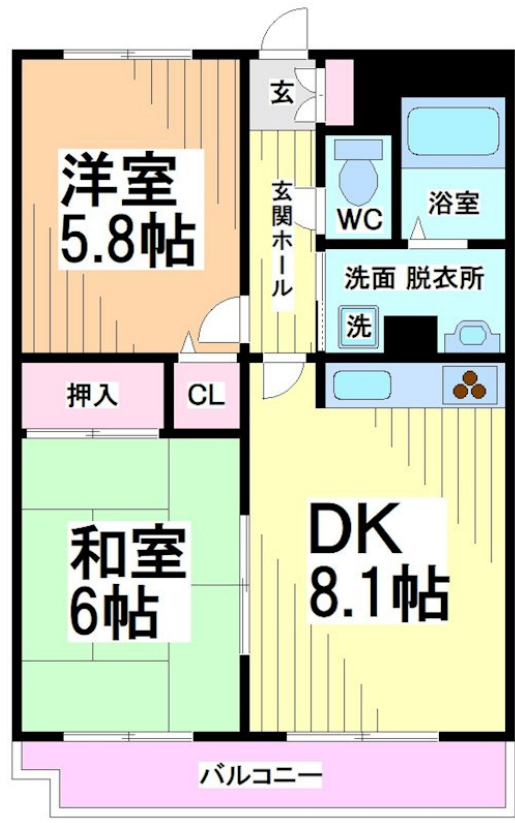 玄
洋室
5.8帖
玄関ホール
WC
浴室
洗面 脱衣所
洗
押入
CL
和室
6帖
DK
8.1帖
バルコニー